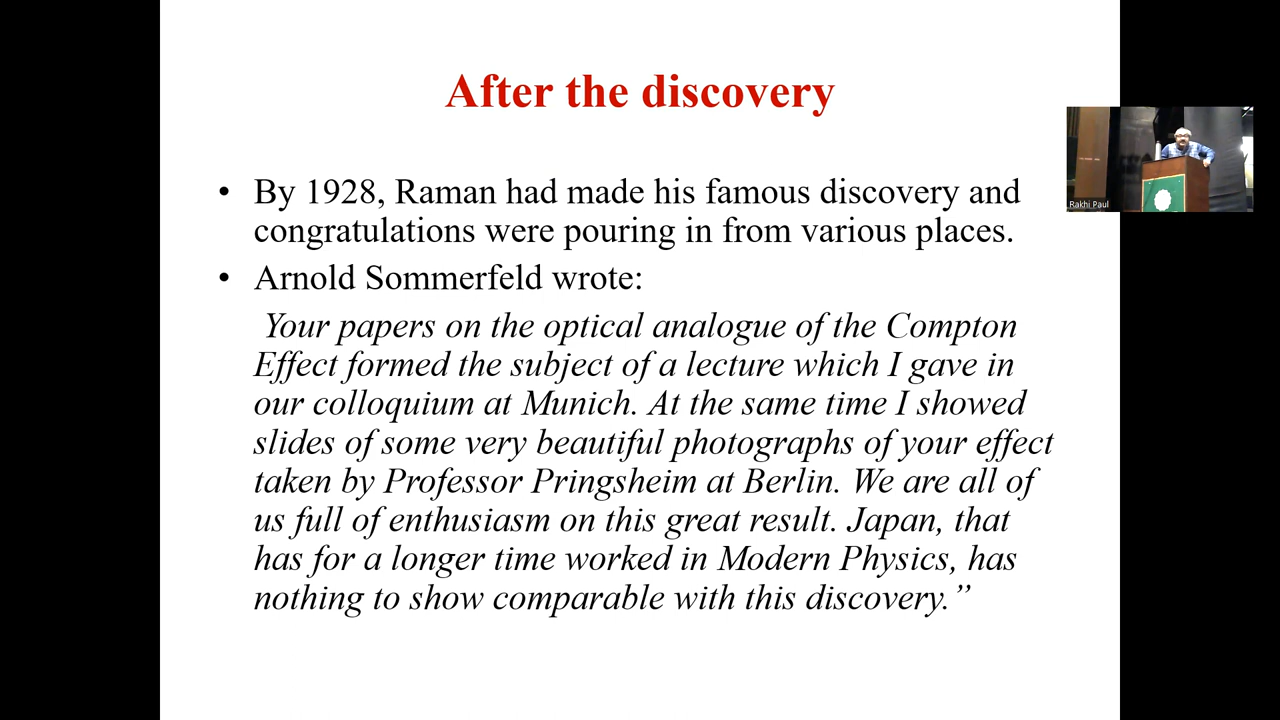 After the discovery
• By 1928, Raman had made his famous discovery and
congratulations were pouring in from various places.
• Arnold Sommerfeld wrote:
Your papers on the optical analogue of the Compton
Effect formed the subject of a lecture which I gave in
our colloquium at Munich. At the same time I showed
slides of some very beautiful photographs of your effect
taken by Professor Pringsheim at Berlin. We are all of
us full of enthusiasm on this great result. Japan, that
has for a longer time worked in Modern Physics, has
nothing to show comparable with this discovery.”
Rakhi Paul